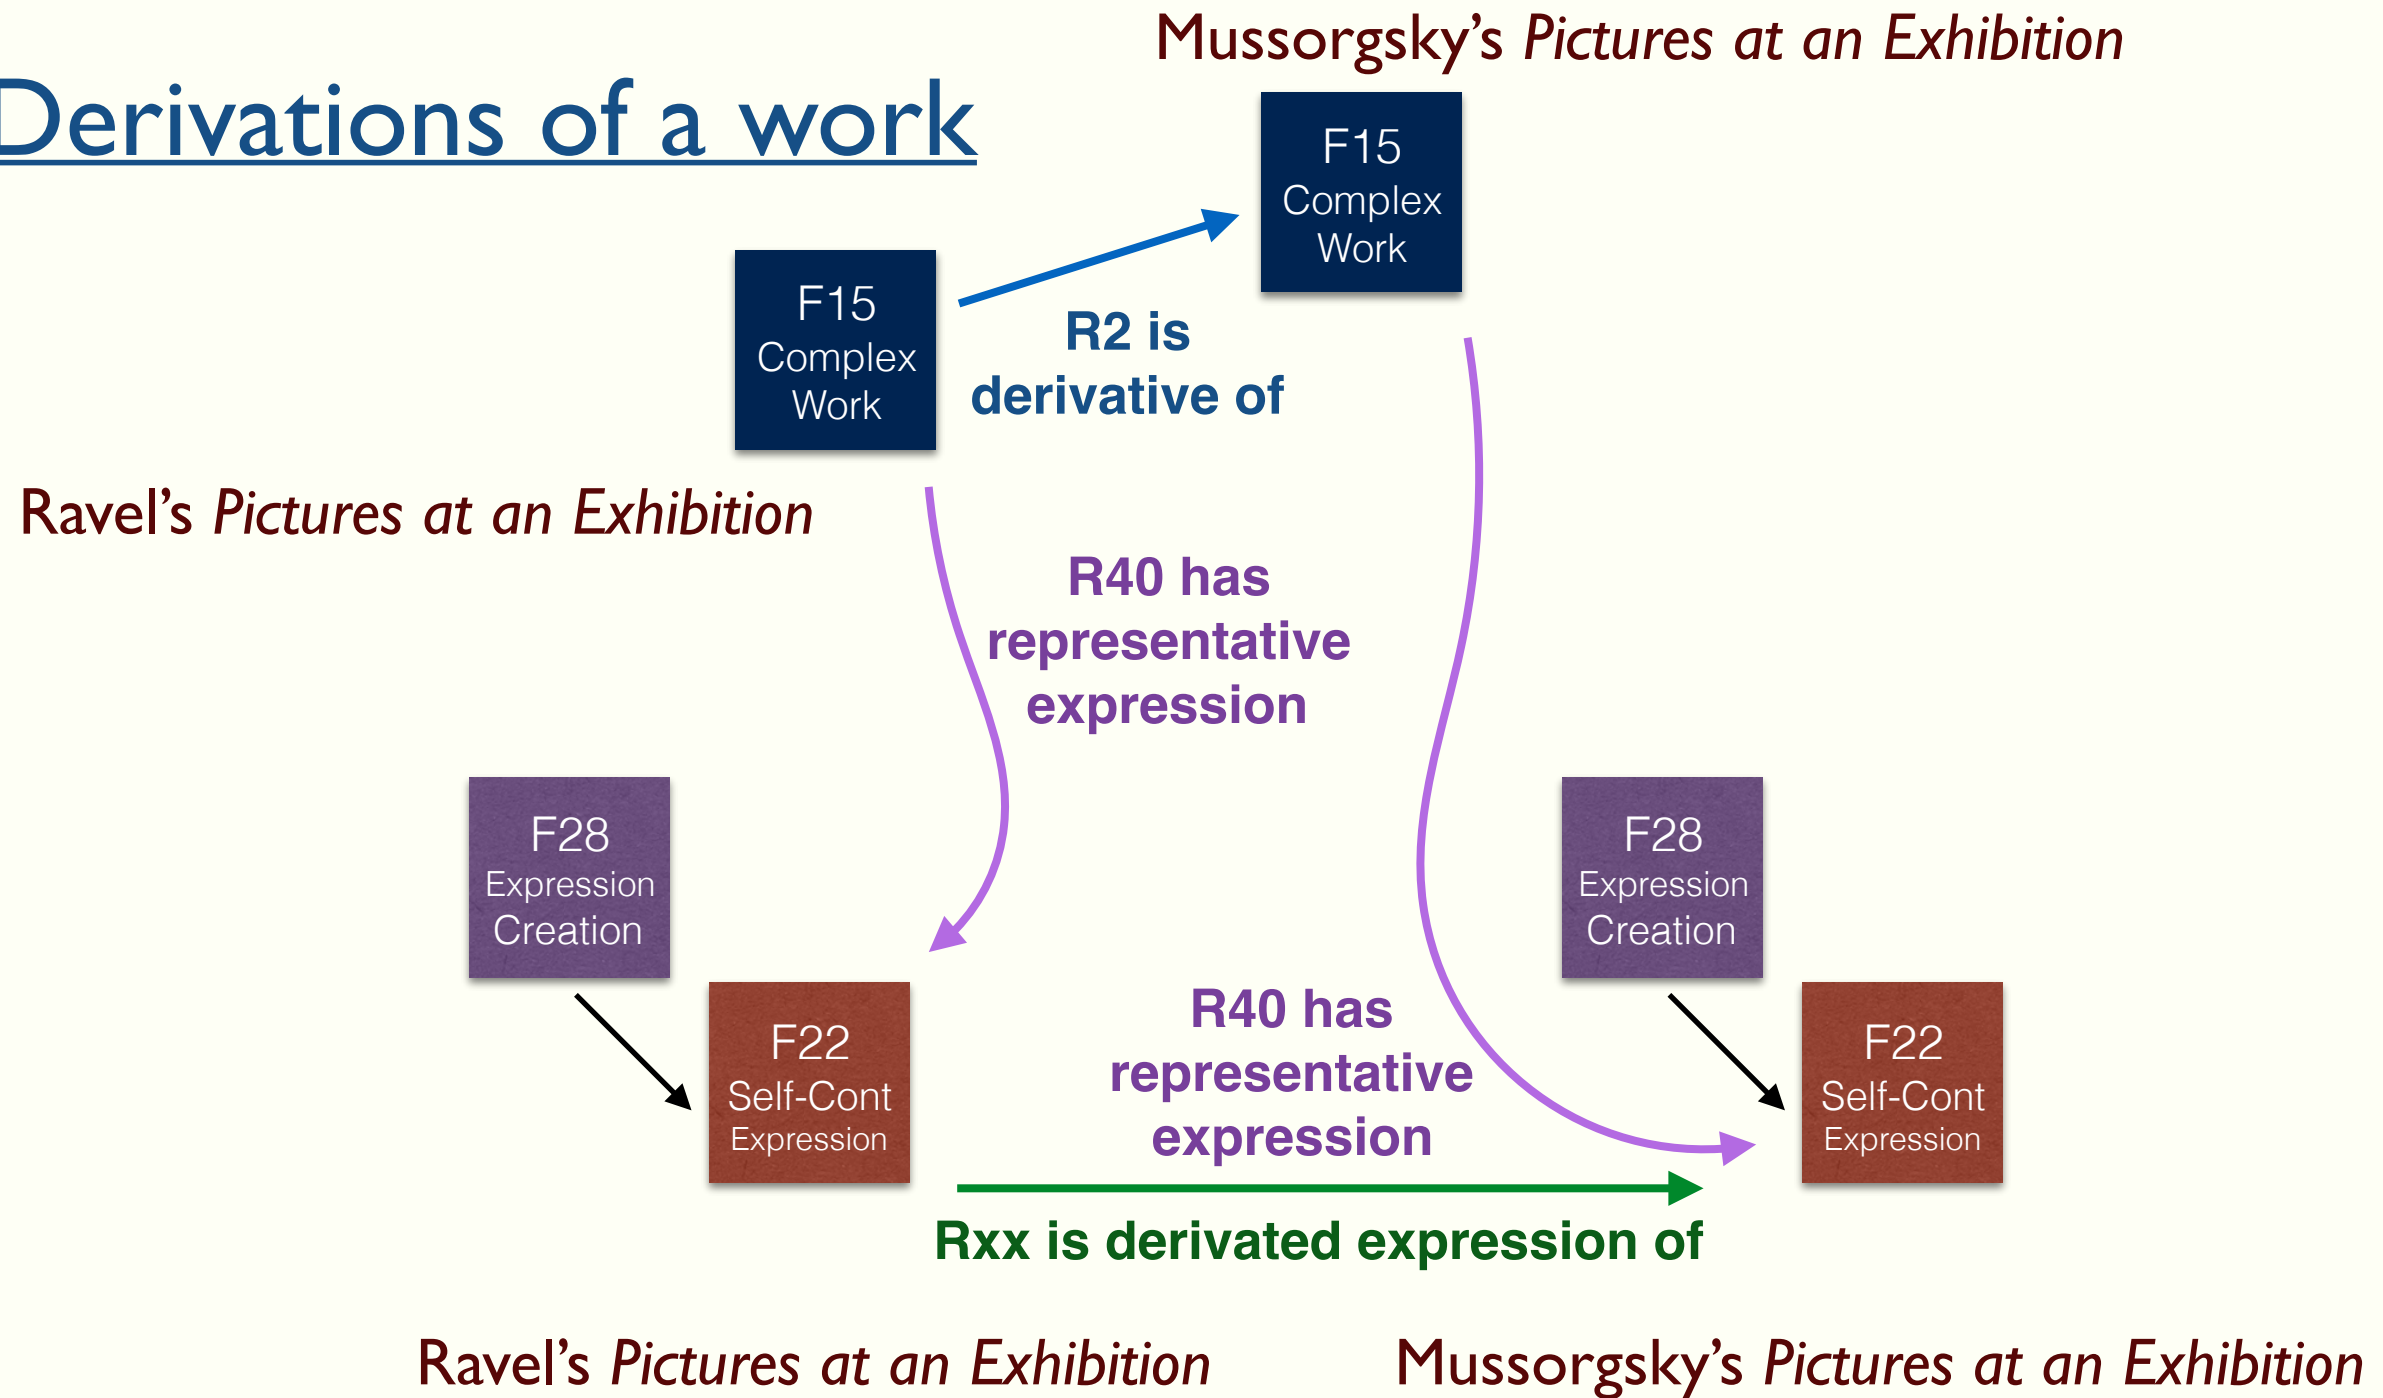 Mussorgsky’s Pictures at an Exhibition
Derivations of a work
F15
Complex
Work
F15
Complex
Work
R2 is
derivative of
Ravel’s Pictures at an Exhibition
R40 has
representative
expression
F28
Expression
Creation
F22
Self-Cont
Expression
R40 has
representative
expression
F28
Expression
Creation
F22
Self-Cont
Expression
Rxx is derivated expression of
Ravel’s Pictures at an Exhibition
Mussorgsky’s Pictures at an Exhibition